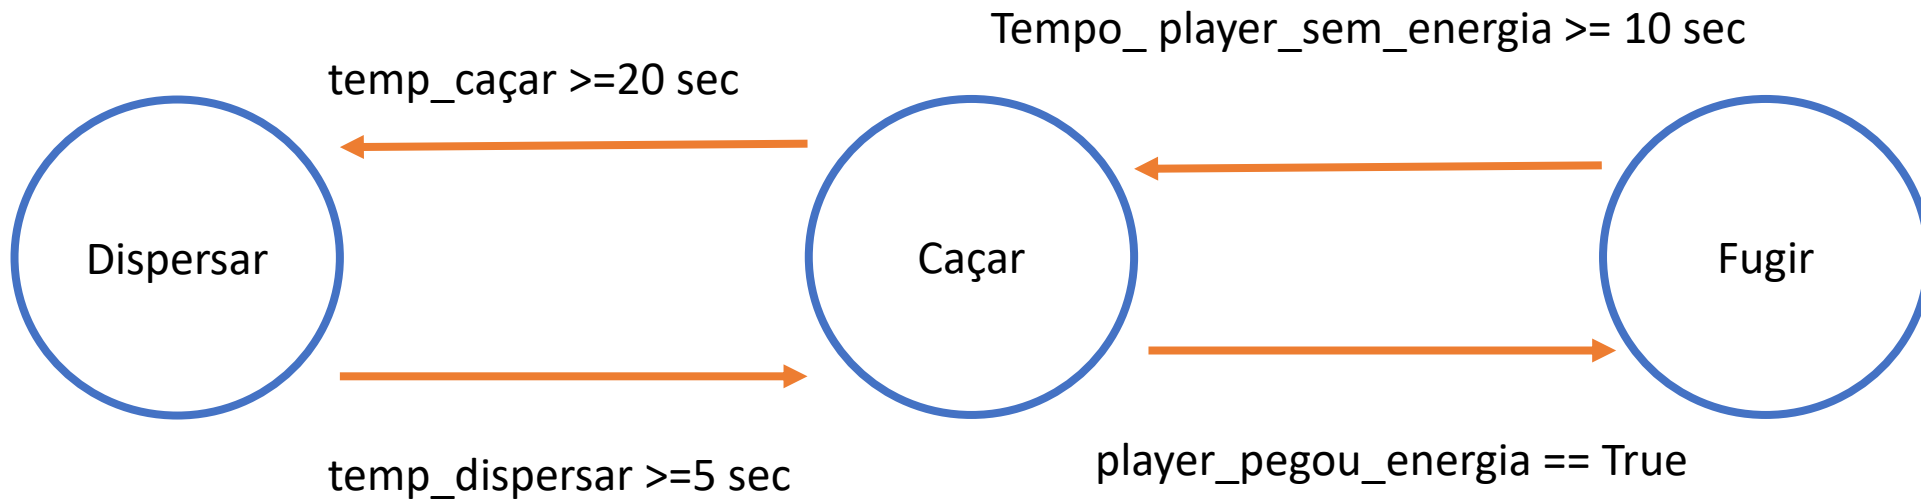 Tempo_ player_sem_energia >= 10 sec
temp_caçar >=20 sec
Dispersar
Caçar
Fugir
temp_dispersar >=5 sec
player_pegou_energia == True